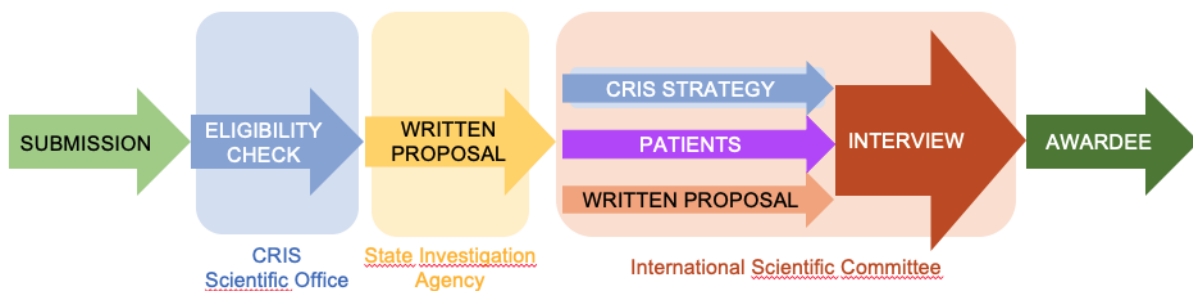 SUBMISSION
ELIGIBILITY
CHECK
WRITTEN
PROPOSAL
CRIS STRATEGY
PATIENTS
WRITTEN PROPOSAL
INTERVIEW
AWARDEE
CRIS
Scientific Office
State Investigation
Agency
International Scientific Committee